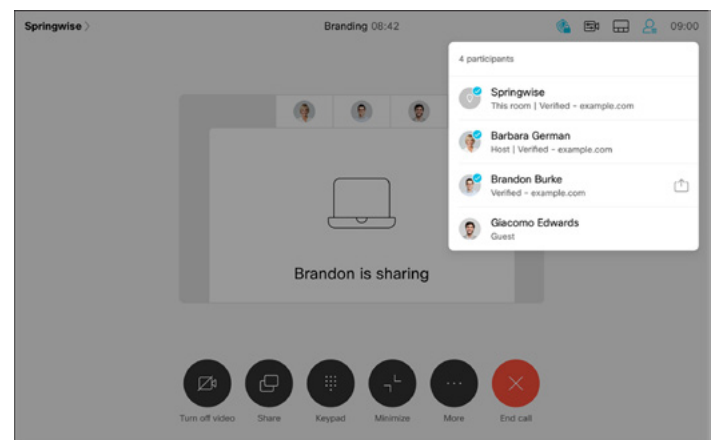 Springwise
Branding 08:42
09:00
4 participants
Springwise
This room | Verified - example.com
Barbara German
Host | Verified - example.com
Brandon Burke
Verified - example.com
Giacomo Edwards
Guest
Brandon is sharing
Turn off video
Share
Keypad
Minimize
More
End call